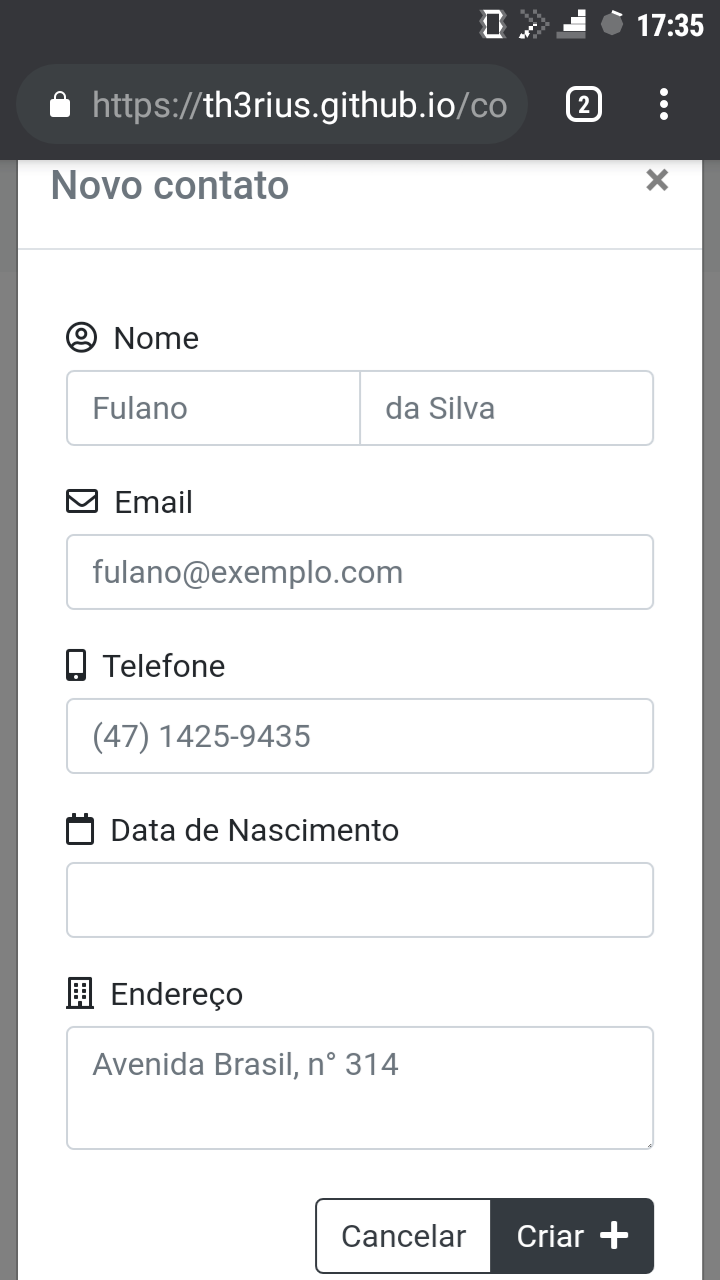 17:35
https://th3rius.github.io/co
2
Novo contato
×
Nome
Fulano
da Silva
Email
fulano@exemplo.com
Telefone
(47) 1425-9435
Data de Nascimento
Endereço
Avenida Brasil, n° 314
Cancelar
Criar +